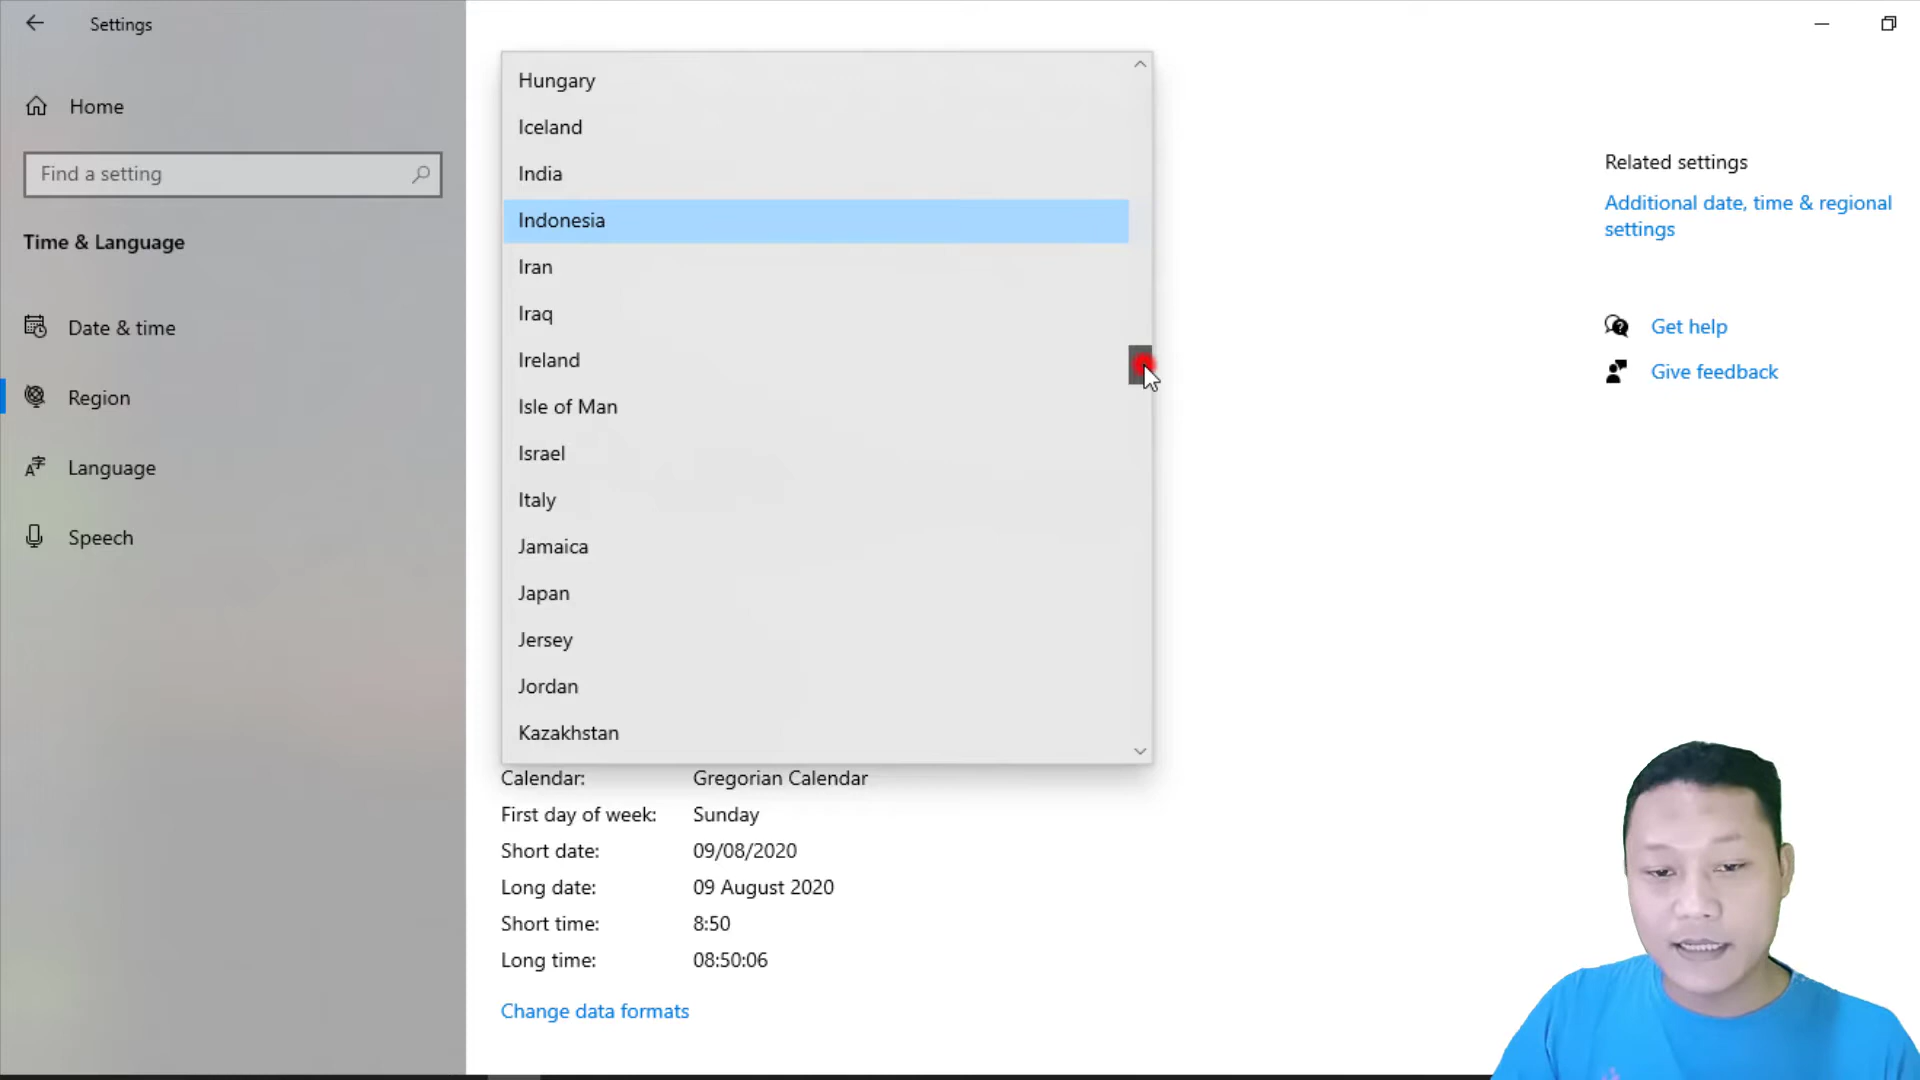 Settings
Home
Find a setting
Time & Language
Date & time
Region
Language
Speech
Hungary
Iceland
India
Indonesia
Iran
Iraq
Ireland
Isle of Man
Israel
Italy
Jamaica
Japan
Jersey
Jordan
Kazakhstan
Calendar: Gregorian Calendar
First day of week: Sunday
Short date: 09/08/2020
Long date: 09 August 2020
Short time: 8:50
Long time: 08:50:06
Change data formats
Related settings
Additional date, time & regional
settings
Get help
Give feedback